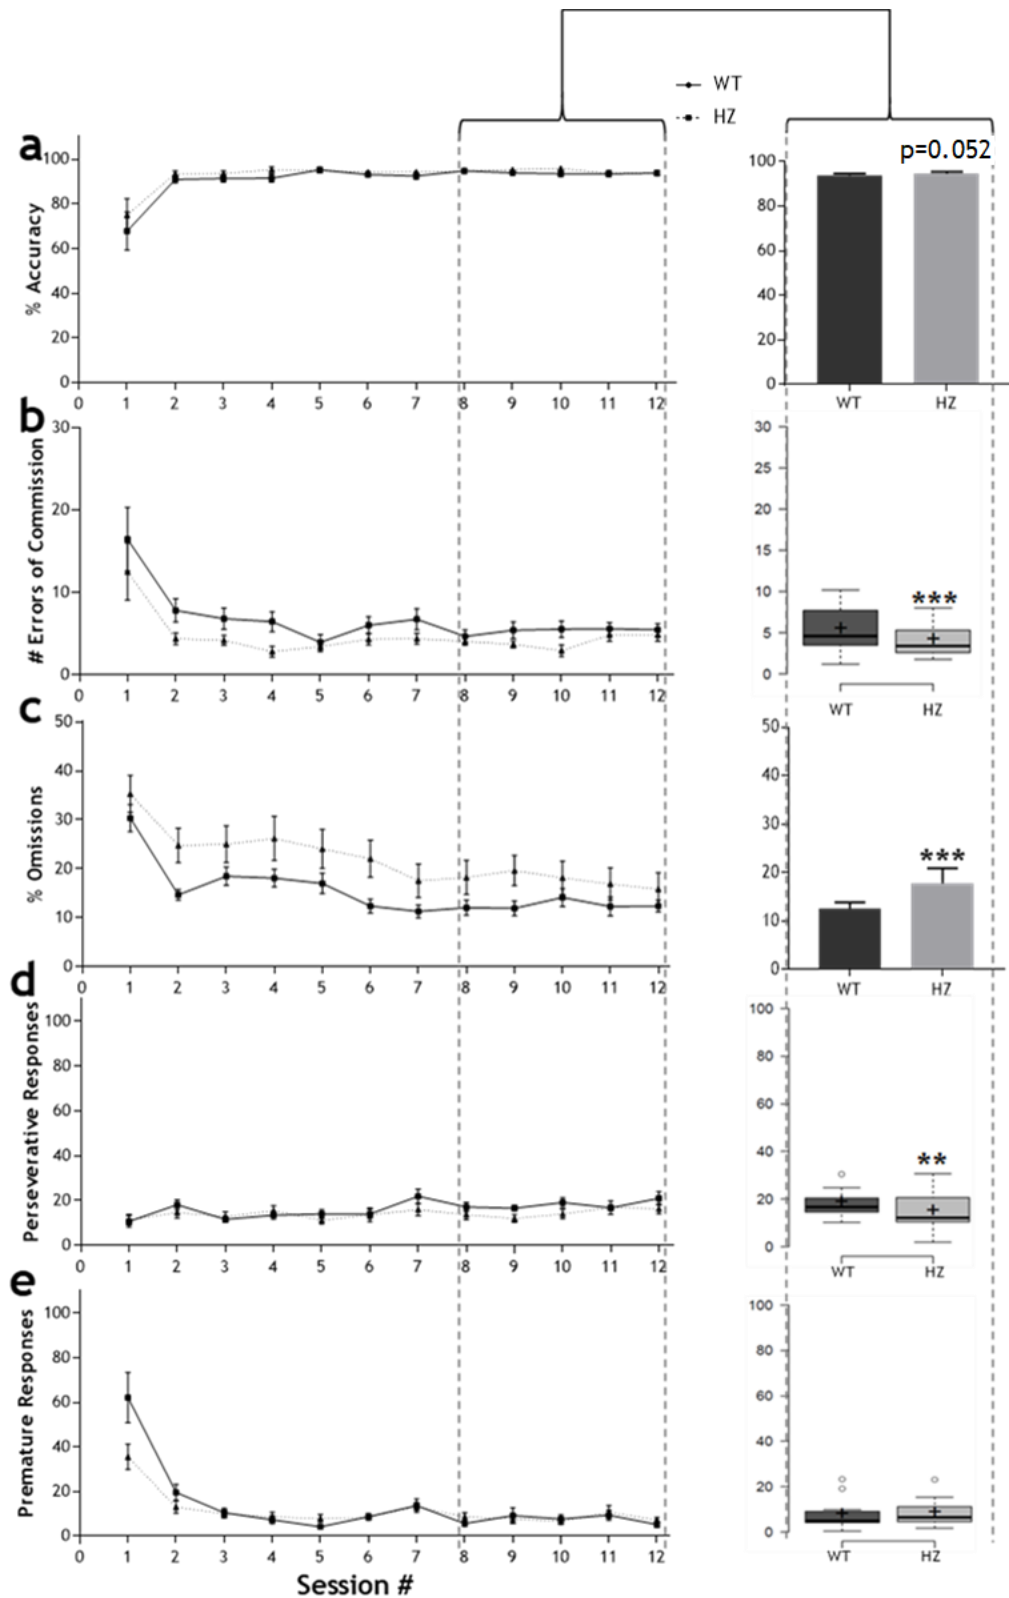 WT
HZ
a
p=0.052
% Accuracy
100
80
60
40
20
0
0 1 2 3 4 5 6 7 8 9 10 11 12
100
80
60
40
20
0
WT HZ
b
# Errors of Commission
30
20
10
0
0 1 2 3 4 5 6 7 8 9 10 11 12
30
25
20
15
10
5
0
***
WT HZ
c
% Omissions
50
40
30
20
10
0
0 1 2 3 4 5 6 7 8 9 10 11 12
50
40
30
20
10
0
***
WT HZ
d
Perseverative Responses
100
80
60
40
20
0
0 1 2 3 4 5 6 7 8 9 10 11 12
100
80
60
40
20
0
**
WT HZ
e
Premature Responses
100
80
60
40
20
0
0 1 2 3 4 5 6 7 8 9 10 11 12
100
80
60
40
20
0
WT HZ
Session #